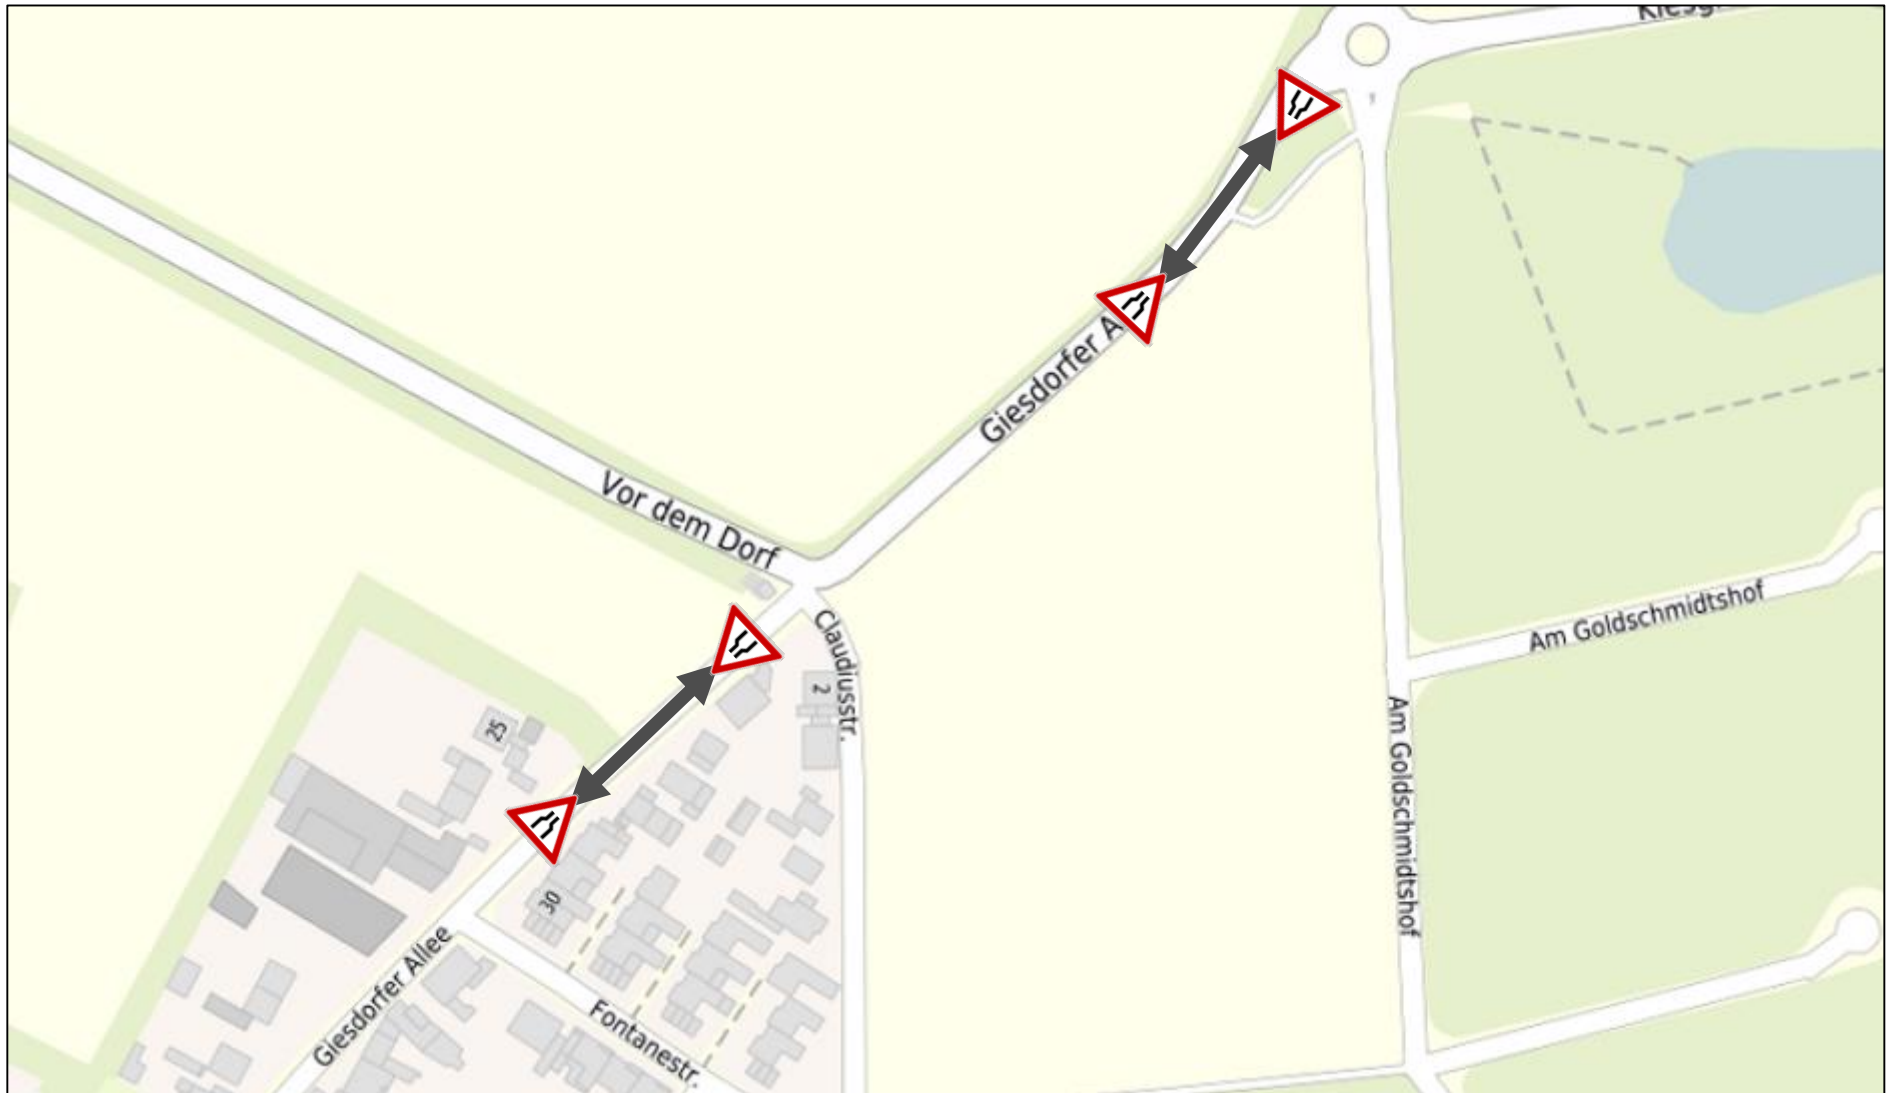 Giesdorfer A
Vor dem Dorf
Claudiusstr.
2
25
Am Goldschmidtshof
Am Goldschmidtshof
30
Giesdorfer Allee
Fontanestr.